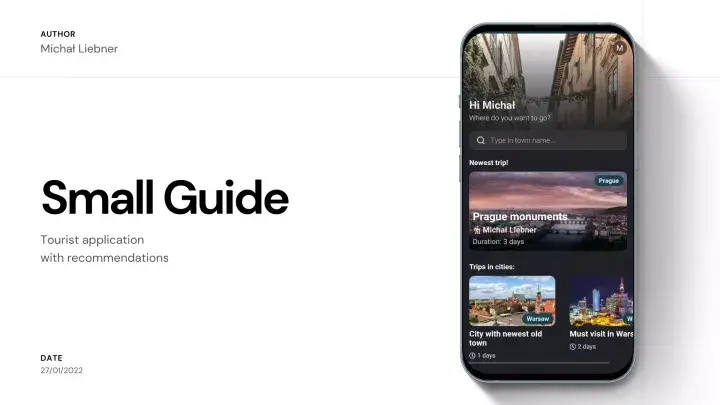 AUTHOR
Michał Liebner
Small Guide
Tourist application
with recommendations
DATE
27/01/2022
M
Hi Michał
Where do you want to go?
Type in town name...
Newest trip!
Prague
Prague monuments
Michał Liebner
Duration: 3 days
Trips in cities:
Warsaw
W
City with newest old
town
1 days
Must visit in Wars
2 days